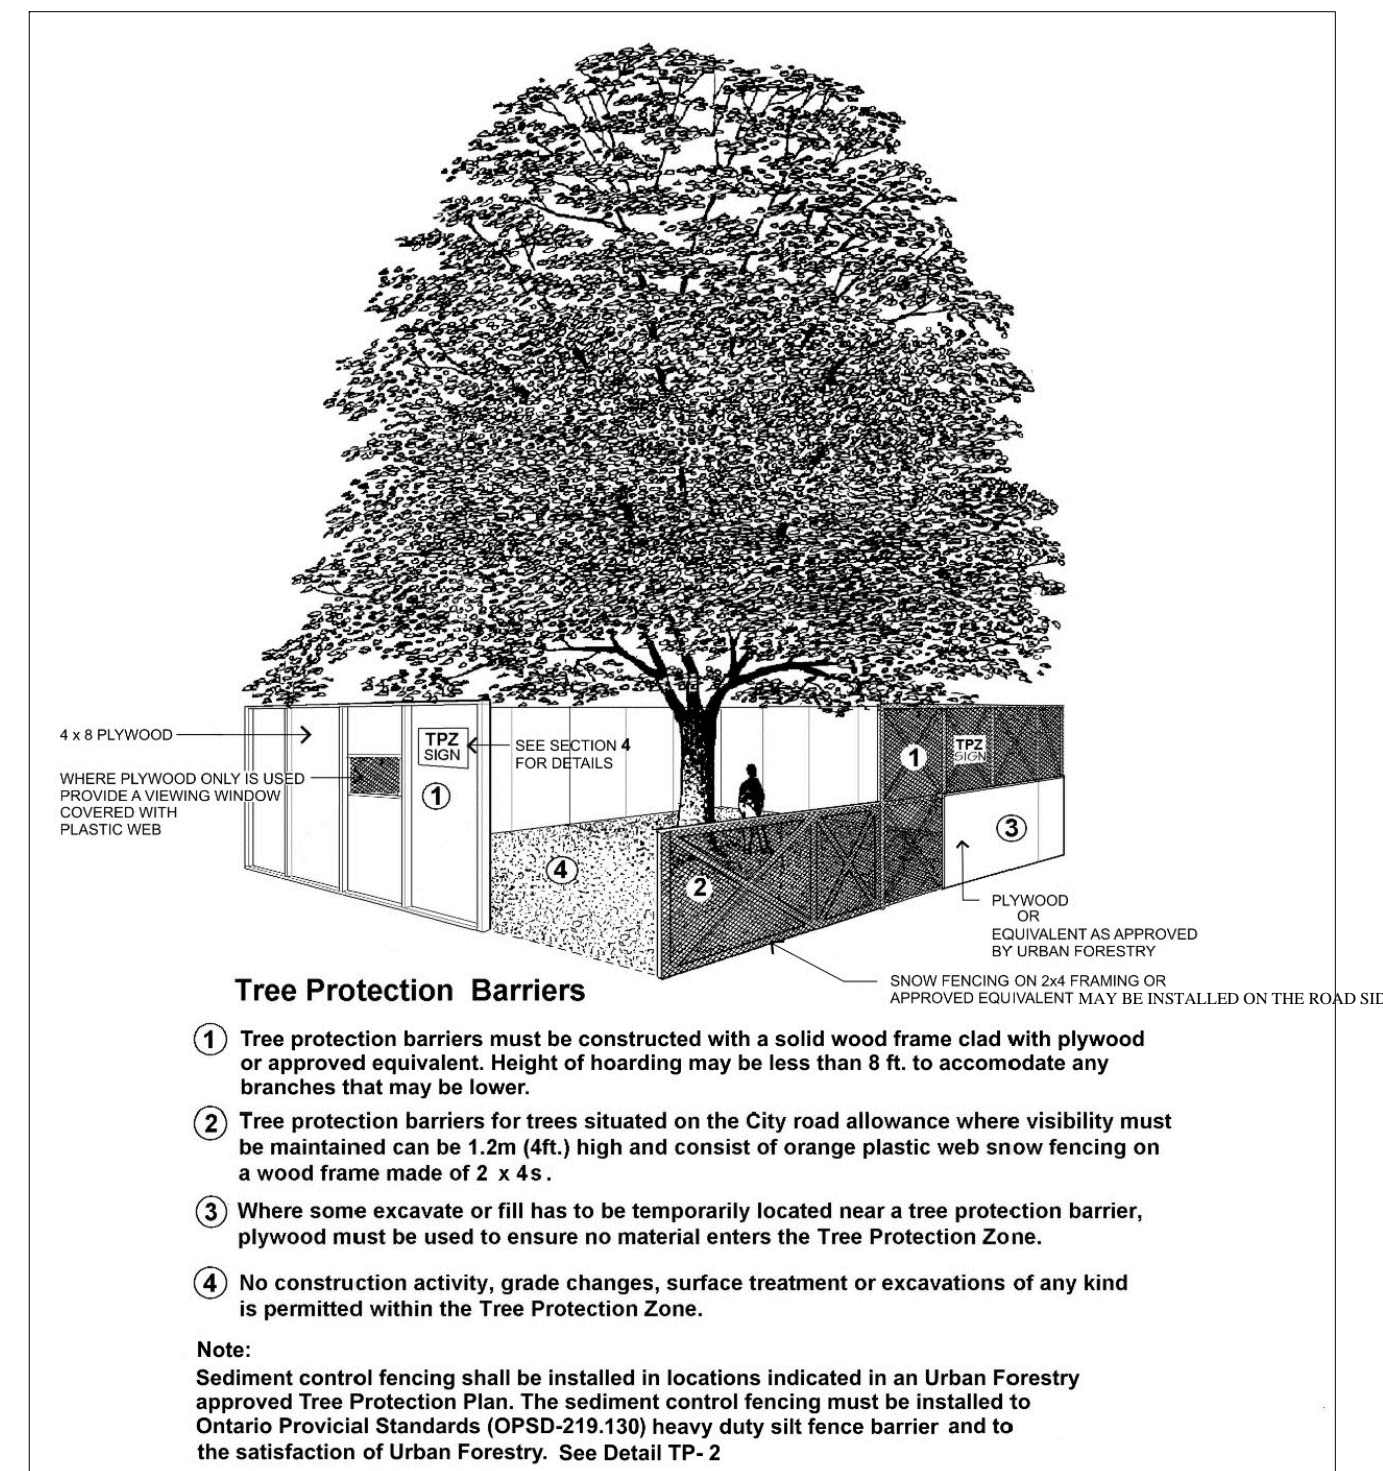 4 x 8 PLYWOOD
WHERE PLYWOOD ONLY IS USED
PROVIDE A VIEWING WINDOW
COVERED WITH
PLASTIC WEB
TPZ
SIGN
SEE SECTION 4
FOR DETAILS
1
1
TPZ
SIGN
3
4
2
PLYWOOD
OR
EQUIVALENT AS APPROVED
BY URBAN FORESTRY
SNOW FENCING ON 2x4 FRAMING OR
APPROVED EQUIVALENT MAY BE INSTALLED ON THE ROAD SID
Tree Protection Barriers
1 Tree protection barriers must be constructed with a solid wood frame clad with plywood
or approved equivalent. Height of hoarding may be less than 8 ft. to accomodate any
branches that may be lower.
2 Tree protection barriers for trees situated on the City road allowance where visibility must
be maintained can be 1.2m (4ft.) high and consist of orange plastic web snow fencing on
a wood frame made of 2 x 4s.
3 Where some excavate or fill has to be temporarily located near a tree protection barrier,
plywood must be used to ensure no material enters the Tree Protection Zone.
4 No construction activity, grade changes, surface treatment or excavations of any kind
is permitted within the Tree Protection Zone.
Note:
Sediment control fencing shall be installed in locations indicated in an Urban Forestry
approved Tree Protection Plan. The sediment control fencing must be installed to
Ontario Provicial Standards (OPSD-219.130) heavy duty silt fence barrier and to
the satisfaction of Urban Forestry. See Detail TP- 2